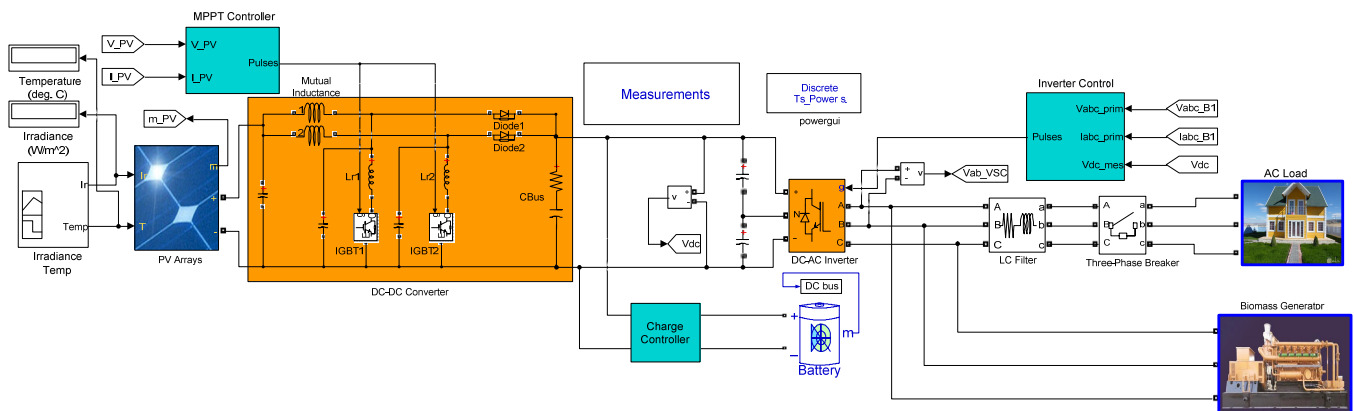 MPPT Controller
V_PV
I_PV
V_PV
I_PV
Pulses
Temperature
(deg. C)
Irradiance
(W/m^2)
m_PV
Ir
Temp
Irradiance
Temp
Ir
T
m
+
-
PV Arrays
Mutual
Inductance
1
2
Diode1
Diode2
Lr1
Lr2
IGBT1
IGBT2
CBus
DC-DC Converter
Measurements
Discrete
Ts_Power s.
powergui
v
+
-
Vdc
Inverter Control
Vabc_prim
Iabc_prim
Vdc_mes
Pulses
Vabc_B1
Iabc_B1
Vdc
+
-
v
Vab_VSC
g
+
N
-
A
B
C
DC-AC Inverter
A
B
C
a
b
c
LC Filter
A
B
C
a
b
c
Three-Phase Breaker
AC Load
DC bus
Charge
Controller
+
_
m
Battery
Biomass Generator